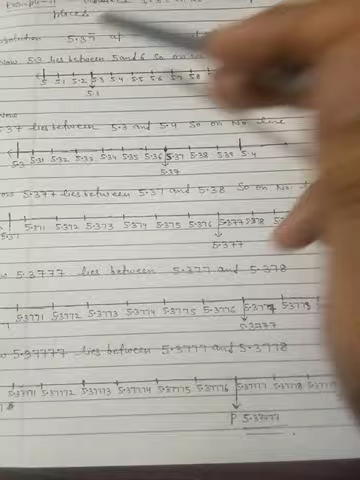 places
5.37
Now 5.3 lies between 5 and 6 So on
5 5.1 5.2 5.3 5.4 5.5 5.6 5.7 5.8
Now
5.37 lies between 5.3 and 5.4 So on No. line
5.3 5.31 5.32 5.33 5.34 5.35 5.36 5.37 5.38 5.39 5.4
5.37
5.377 lies between 5.37 and 5.38 So on No.
5.37 5.371 5.372 5.373 5.374 5.375 5.376 5.377 5.378
5.377
5.3777 lies between 5.377 and 5.378
5.3771 5.3772 5.3773 5.3774 5.3775 5.3776 5.3777 5.3778
5.3777
5.37777 lies between 5.3777 and 5.3778
5.37771 5.37772 5.37773 5.37774 5.37775 5.37776 5.37777 5.37778
P 5.37777